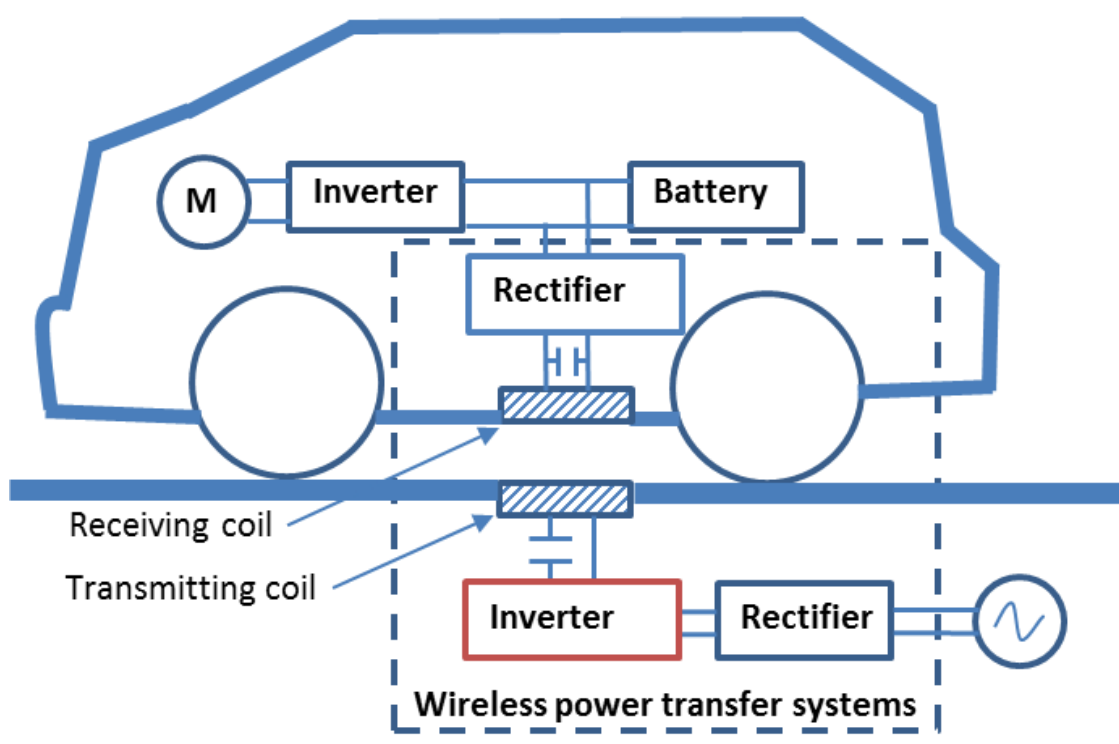 M
Inverter
Battery
Rectifier
Receiving coil
Transmitting coil
Inverter
Rectifier
Wireless power transfer systems